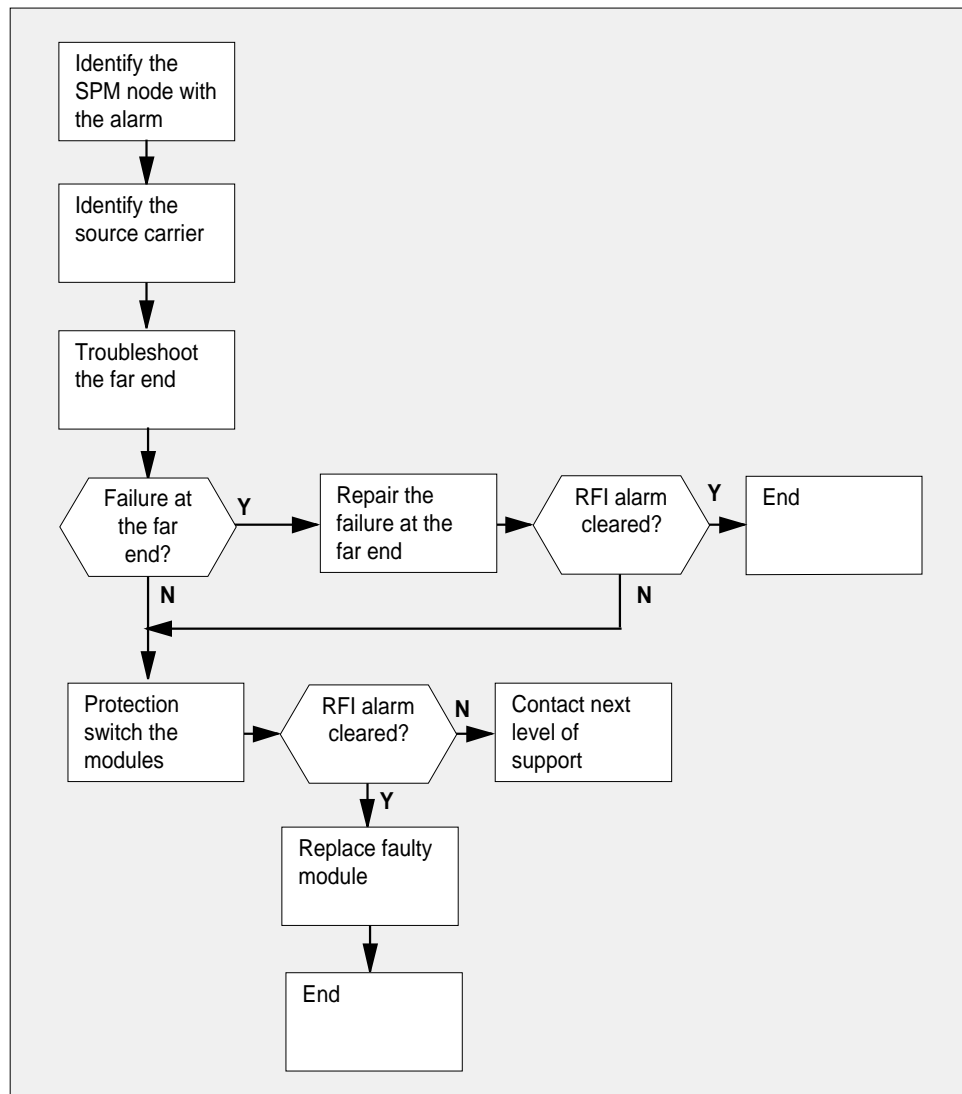 Identify the
SPM node with
the alarm
Identify the
source carrier
Troubleshoot
the far end
Failure at
the far
end?
Y
Repair the
failure at the
far end
RFI alarm
cleared?
Y
End
N
N
Protection
switch the
modules
RFI alarm
cleared?
N
Contact next
level of
support
Y
Replace faulty
module
End